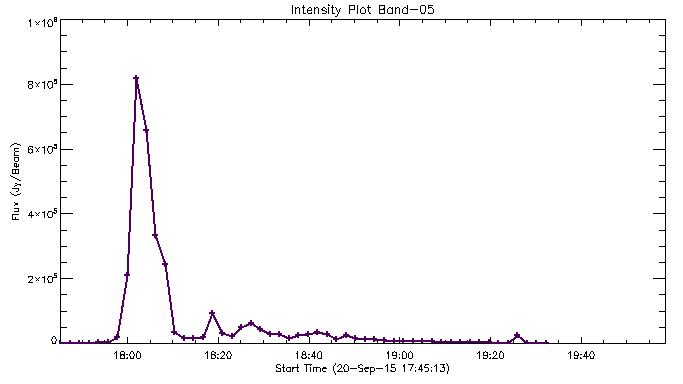 Intensity Plot Band-05
1×10⁶
8×10⁵
6×10⁵
4×10⁵
2×10⁵
0
Flux (Jy/Beam)
18:00 18:20 18:40 19:00 19:20 19:40
Start Time (20-Sep-15 17:45:13)